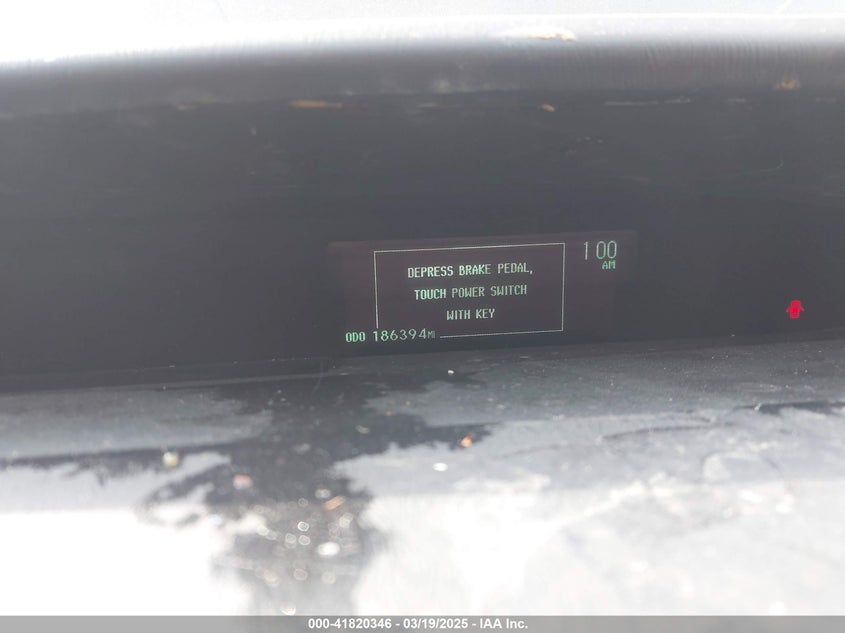 DEPRESS BRAKE PEDAL,
TOUCH POWER SWITCH
WITH KEY
1:00
AM
ODO 186394MI
000-41820346 - 03/19/2025 - IAA Inc.